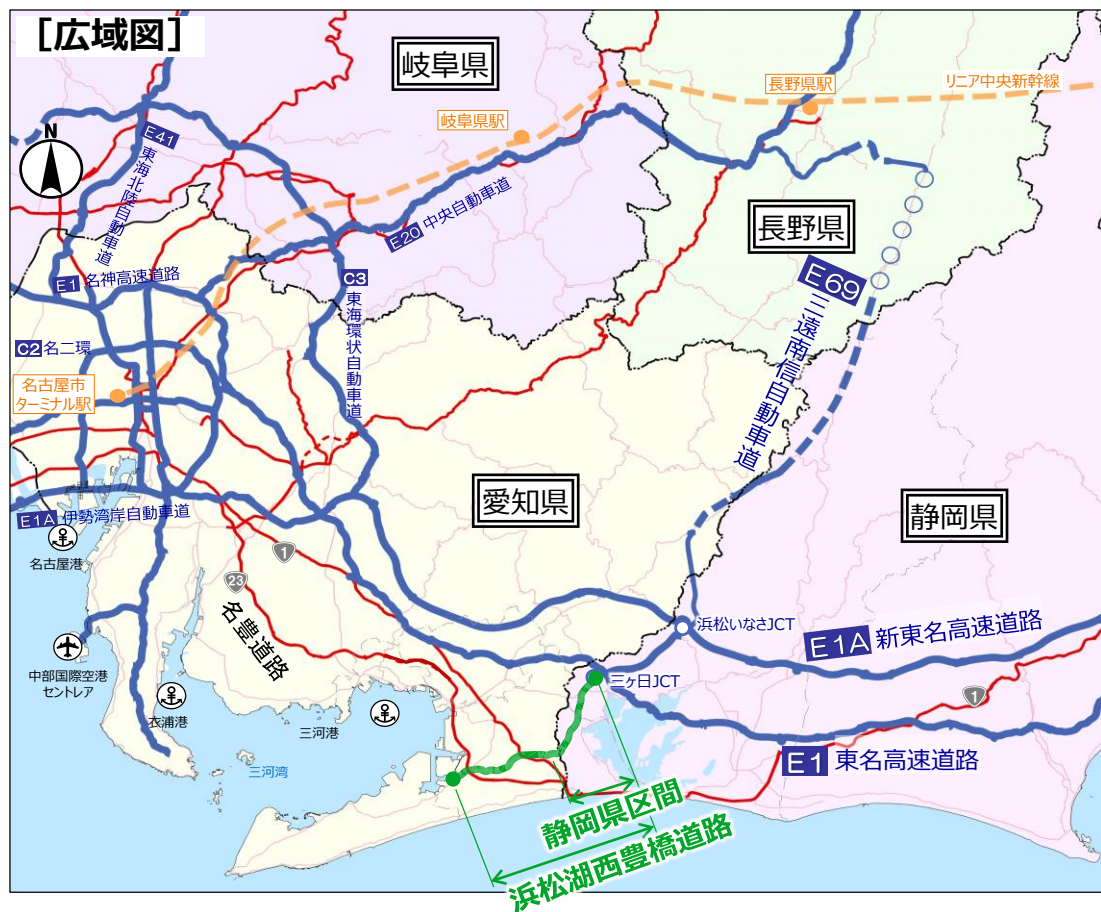 [広域図]
岐阜県
長野県駅
リニア中央新幹線
岐阜県駅
N
E41
東海北陸自動車道
E20 中央自動車道
長野県
E1 名神高速道路
C3
東海環状自動車道
E69
三遠南信自動車道
C2 名二環
名古屋市
ターミナル駅
愛知県
静岡県
E1A 伊勢湾岸自動車道
名古屋港
1
23
名豊道路
浜松いなさJCT
E1A 新東名高速道路
中部国際空港
セントレア
衣浦港
三河港
三ヶ日JCT
1
三河湾
E1 東名高速道路
静岡県区間
浜松湖西豊橋道路